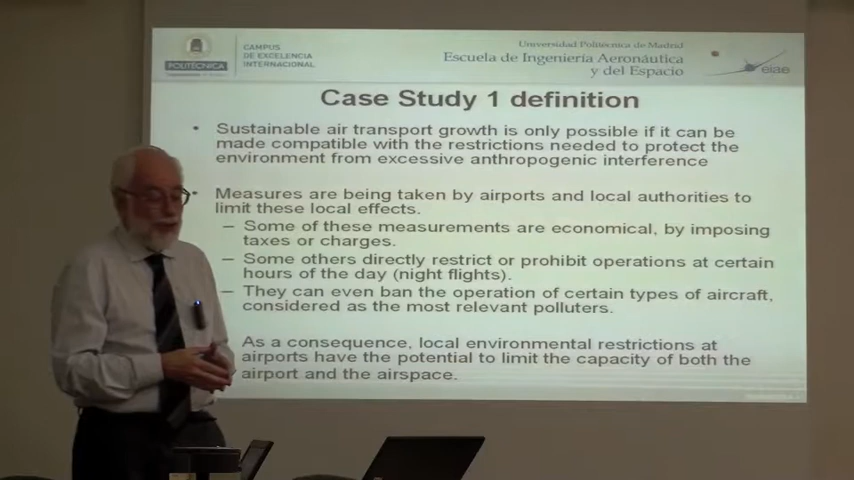 POLITÉCNICA
CAMPUS
DE EXCELENCIA
INTERNACIONAL
Universidad Politécnica de Madrid
Escuela de Ingeniería Aeronáutica
y del Espacio
eiae
Case Study 1 definition
• Sustainable air transport growth is only possible if it can be
made compatible with the restrictions needed to protect the
environment from excessive anthropogenic interference
• Measures are being taken by airports and local authorities to
limit these local effects.
– Some of these measurements are economical, by imposing
taxes or charges.
– Some others directly restrict or prohibit operations at certain
hours of the day (night flights).
– They can even ban the operation of certain types of aircraft,
considered as the most relevant polluters.
As a consequence, local environmental restrictions at
airports have the potential to limit the capacity of both the
airport and the airspace.